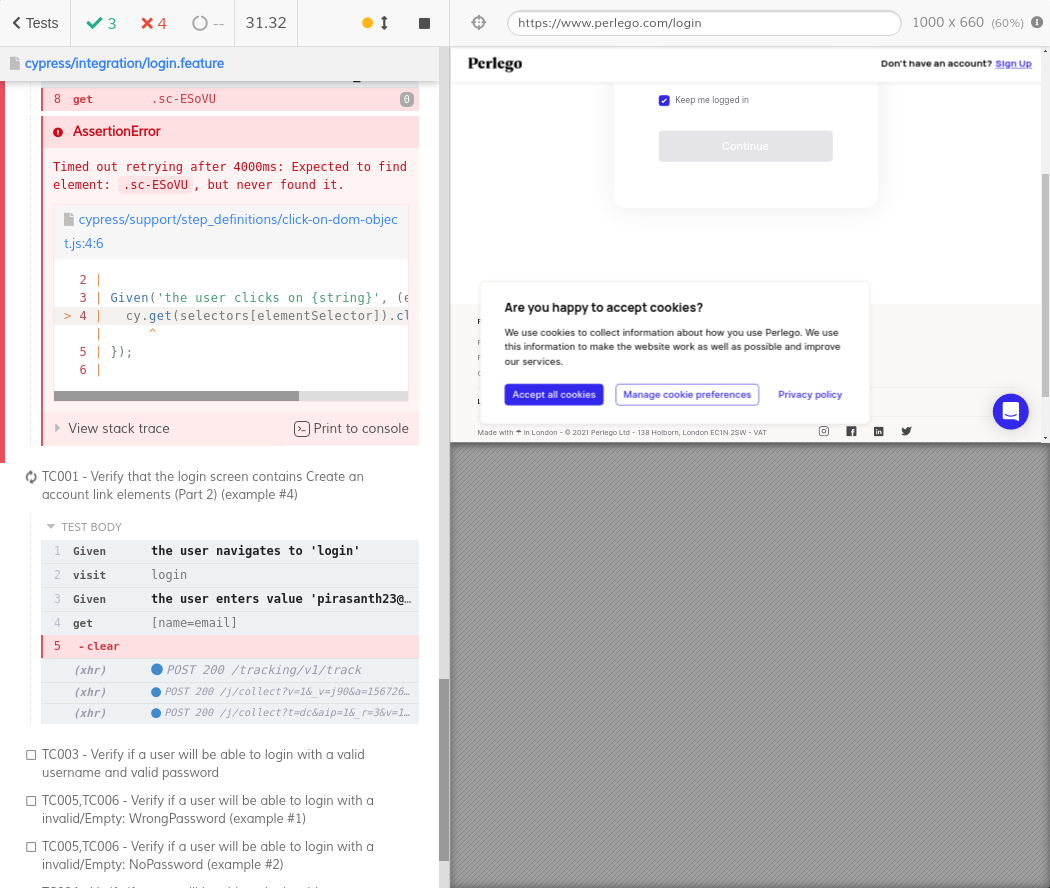 Tests
3
4
--
31.32
https://www.perlego.com/login
1000 x 660 (60%)
cypress/integration/login.feature
8 get .sc-ESoVU 0
AssertionError
Timed out retrying after 4000ms: Expected to find
element: .sc-ESoVU, but never found it.
cypress/support/step_definitions/click-on-dom-objec
t.js:4:6
2 |
3 | Given('the user clicks on {string}', (e
> 4 | cy.get(selectors[elementSelector]).cl
| ^
5 | });
6 |
View stack trace
Print to console
TC001 - Verify that the login screen contains Create an
account link elements (Part 2) (example #4)
TEST BODY
1 Given the user navigates to 'login'
2 visit login
3 Given the user enters value 'pirasanth23@…
4 get [name=email]
5 -clear
(xhr) POST 200 /tracking/v1/track
(xhr) POST 200 /j/collect?v=1&_v=j90&a=156726…
(xhr) POST 200 /j/collect?t=dc&aip=1&_r=3&v=1…
TC003 - Verify if a user will be able to login with a valid
username and valid password
TC005,TC006 - Verify if a user will be able to login with a
invalid/Empty: WrongPassword (example #1)
TC005,TC006 - Verify if a user will be able to login with a
invalid/Empty: NoPassword (example #2)
Perlego
Don't have an account? Sign Up
Keep me logged in
Continue
Are you happy to accept cookies?
We use cookies to collect information about how you use Perlego. We use
this information to make the website work as well as possible and improve
our services.
Accept all cookies
Manage cookie preferences
Privacy policy
Made with ☂ in London - © 2021 Perlego Ltd - 138 Holborn, London EC1N 2SW - VAT